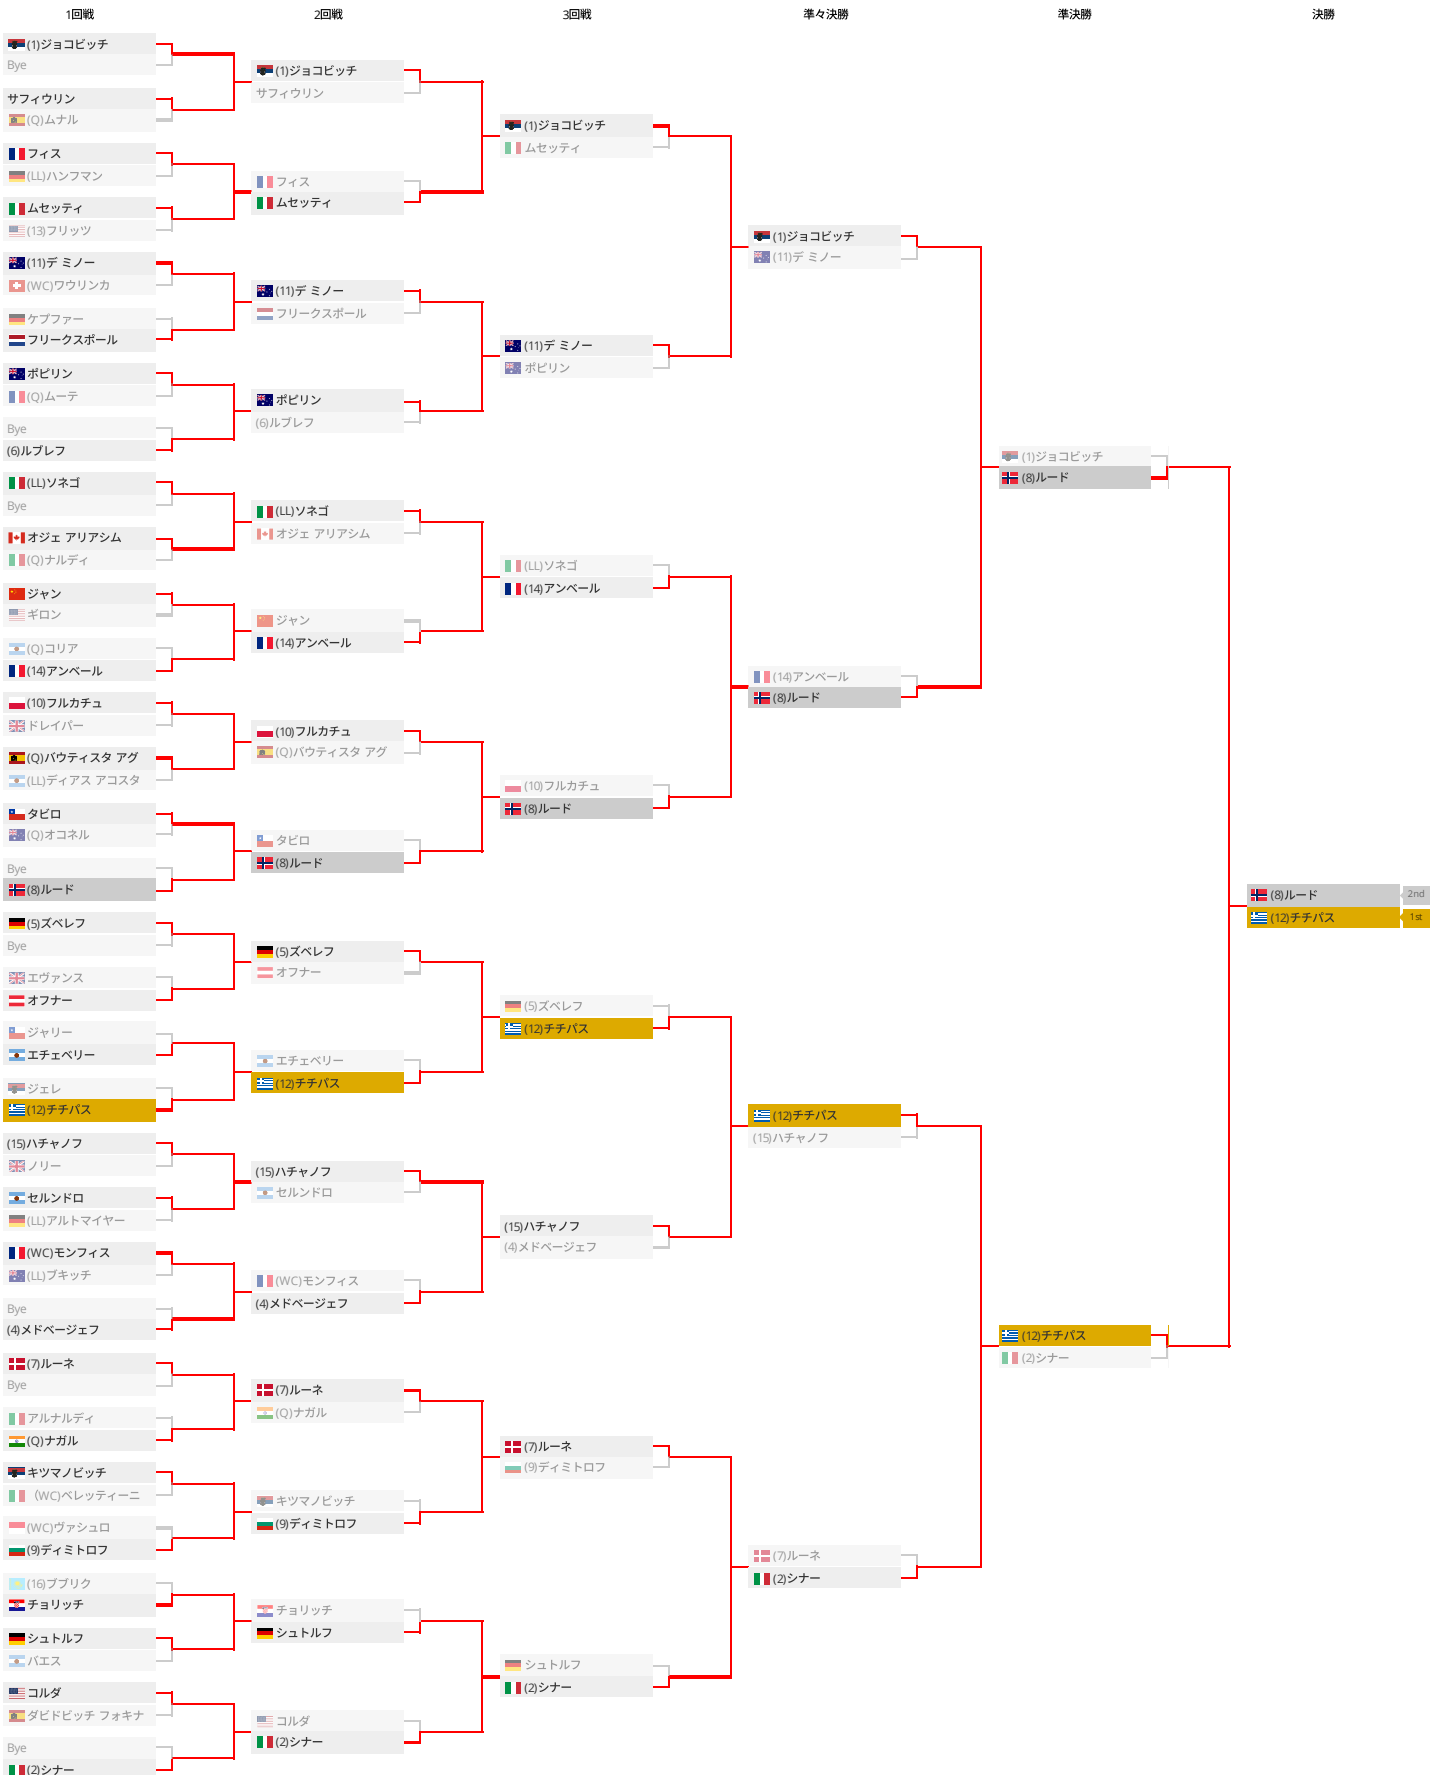 1回戦
2回戦
3回戦
準々決勝
準決勝
決勝
(1)ジョコビッチ
Bye
サフィウリン
(Q)ムナル
フィス
(LL)ハンフマン
ムセッティ
(13)フリッツ
(11)デ ミノー
(WC)ワウリンカ
ケプファー
フリークスポール
ポピリン
(Q)ムーテ
Bye
(6)ルブレフ
(LL)ソネゴ
Bye
オジェ アリアシム
(Q)ナルディ
ジャン
ギロン
(Q)コリア
(14)アンベール
(10)フルカチュ
ドレイパー
(Q)バウティスタ アグ
(LL)ディアス アコスタ
タビロ
(Q)オコネル
Bye
(8)ルード
(5)ズベレフ
Bye
エヴァンス
オフナー
ジャリー
エチェベリー
ジェレ
(12)チチパス
(15)ハチャノフ
ノリー
セルンドロ
(LL)アルトマイヤー
(WC)モンフィス
(LL)ブキッチ
Bye
(4)メドベージェフ
(7)ルーネ
Bye
アルナルディ
(Q)ナガル
キツマノビッチ
（WC)ベレッティーニ
(WC)ヴァシュロ
(9)ディミトロフ
(16)ブブリク
チョリッチ
シュトルフ
バエス
コルダ
ダビドビッチ フォキナ
Bye
(2)シナー
(1)ジョコビッチ
サフィウリン
フィス
ムセッティ
(11)デ ミノー
フリークスポール
ポピリン
(6)ルブレフ
(LL)ソネゴ
オジェ アリアシム
ジャン
(14)アンベール
(10)フルカチュ
(Q)バウティスタ アグ
タビロ
(8)ルード
(5)ズベレフ
オフナー
エチェベリー
(12)チチパス
(15)ハチャノフ
セルンドロ
(WC)モンフィス
(4)メドベージェフ
(7)ルーネ
(Q)ナガル
キツマノビッチ
(9)ディミトロフ
チョリッチ
シュトルフ
コルダ
(2)シナー
(1)ジョコビッチ
ムセッティ
(11)デ ミノー
ポピリン
(LL)ソネゴ
(14)アンベール
(10)フルカチュ
(8)ルード
(5)ズベレフ
(12)チチパス
(15)ハチャノフ
(4)メドベージェフ
(7)ルーネ
(9)ディミトロフ
シュトルフ
(2)シナー
(1)ジョコビッチ
(11)デ ミノー
(14)アンベール
(8)ルード
(12)チチパス
(15)ハチャノフ
(7)ルーネ
(2)シナー
(1)ジョコビッチ
(8)ルード
(12)チチパス
(2)シナー
(8)ルード 2nd
(12)チチパス 1st